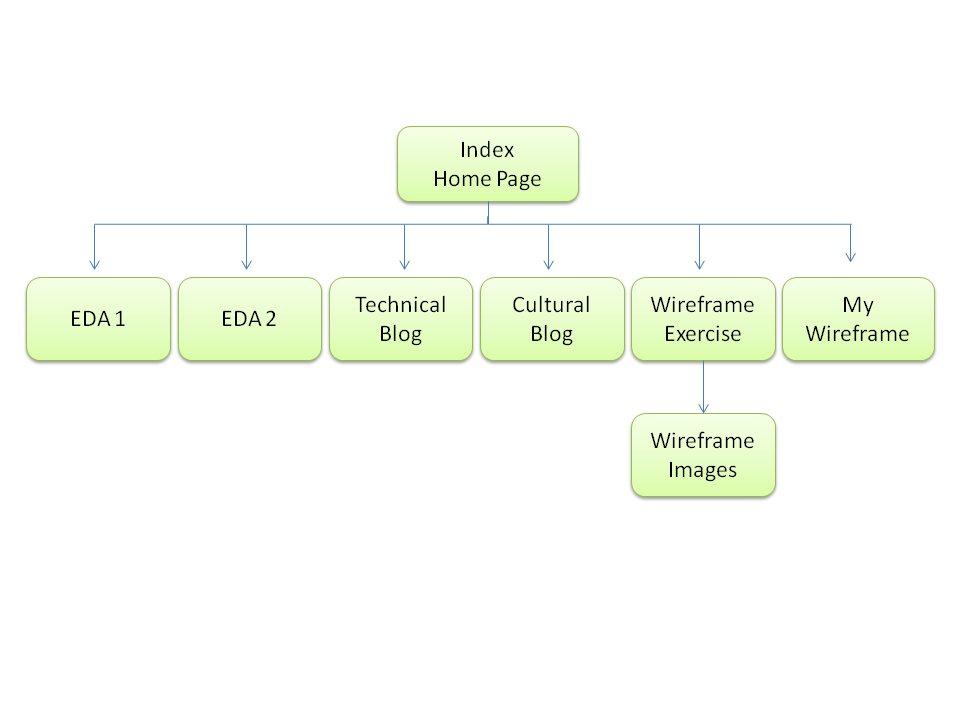 Index
Home Page
EDA 1
EDA 2
Technical
Blog
Cultural
Blog
Wireframe
Exercise
My
Wireframe
Wireframe
Images